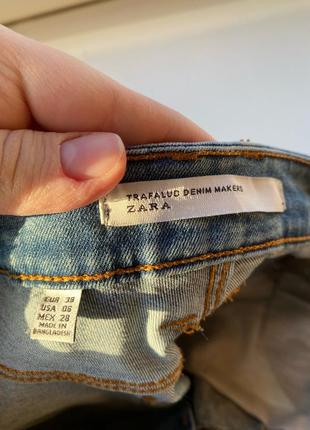 TRAFALUC DENIM MAKERS
ZARA
EUR 38
USA 06
MEX 28
MADE IN
BANGLADESH